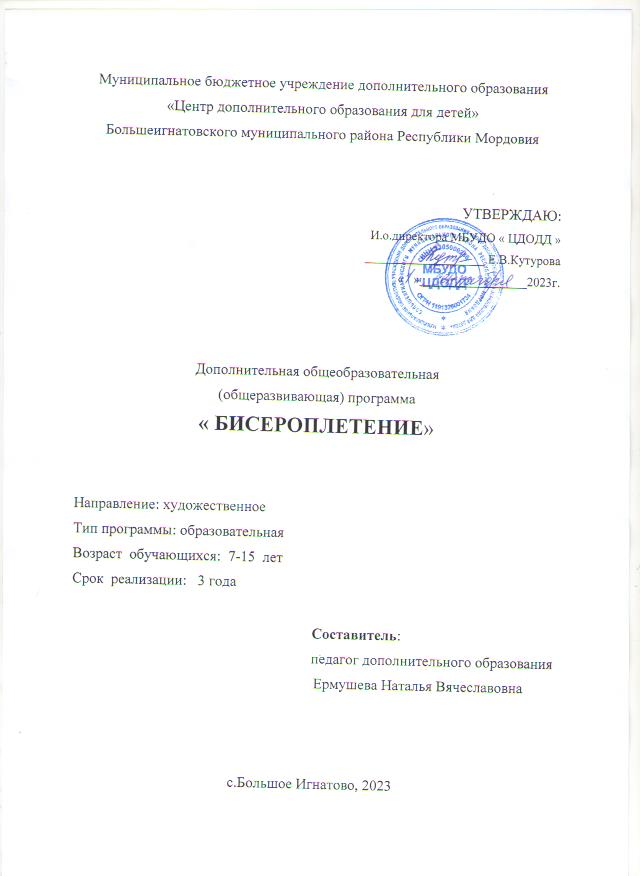 Муниципальное бюджетное учреждение дополнительного образования
«Центр дополнительного образования для детей»
Большеигнатовского муниципального района Республики Мордовия
УТВЕРЖДАЮ:
И.о.директора МБУДО « ЦДОДД »
Е.В.Кутурова
2023г.
МБУДО
"ЦДОДД"
Дополнительная общеобразовательная
(общеразвивающая) программа
« БИСЕРОПЛЕТЕНИЕ»
Направление: художественное
Тип программы: образовательная
Возраст обучающихся: 7-15 лет
Срок реализации: 3 года
Составитель:
педагог дополнительного образования
Ермушева Наталья Вячеславовна
с.Большое Игнатово, 2023